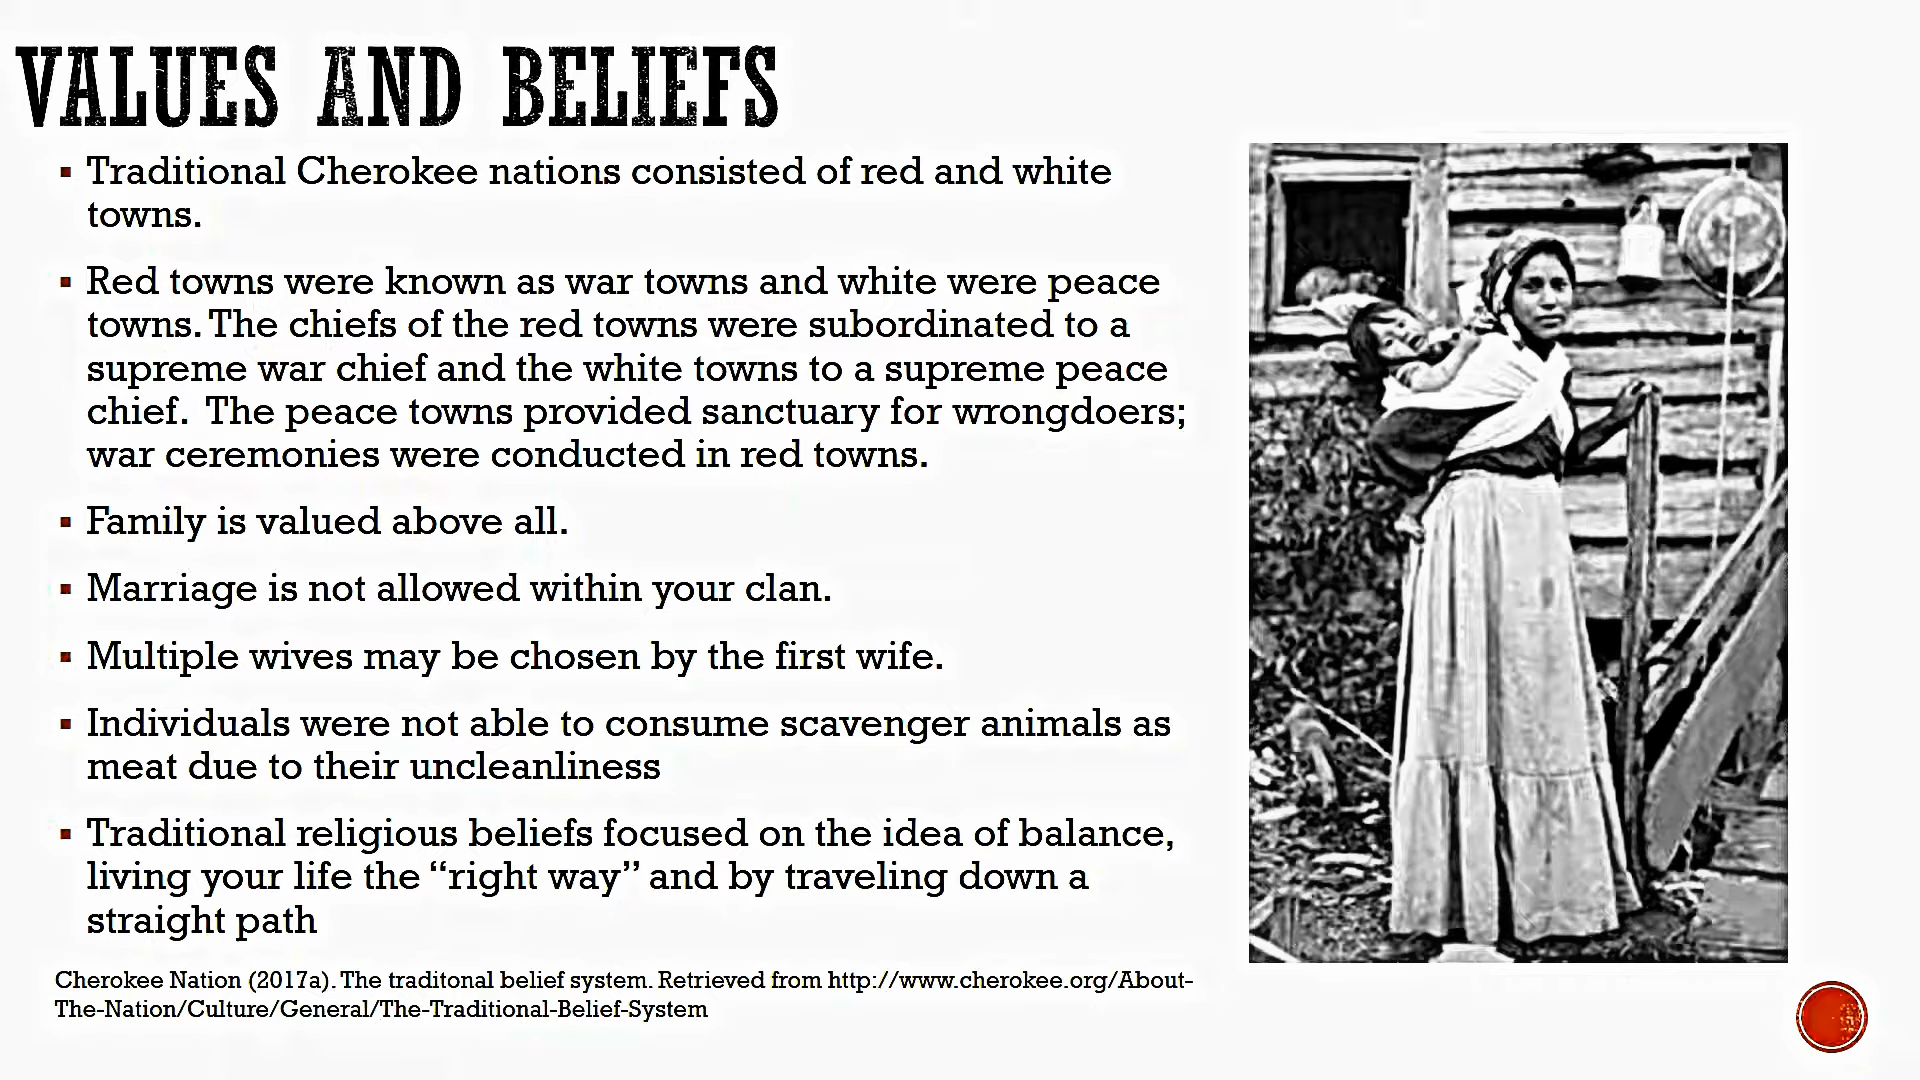 VALUES AND BELIEFS
▪ Traditional Cherokee nations consisted of red and white
towns.
▪ Red towns were known as war towns and white were peace
towns. The chiefs of the red towns were subordinated to a
supreme war chief and the white towns to a supreme peace
chief.  The peace towns provided sanctuary for wrongdoers;
war ceremonies were conducted in red towns.
▪ Family is valued above all.
▪ Marriage is not allowed within your clan.
▪ Multiple wives may be chosen by the first wife.
▪ Individuals were not able to consume scavenger animals as
meat due to their uncleanliness
▪ Traditional religious beliefs focused on the idea of balance,
living your life the “right way” and by traveling down a
straight path
Cherokee Nation (2017a). The traditonal belief system. Retrieved from http://www.cherokee.org/About-
The-Nation/Culture/General/The-Traditional-Belief-System